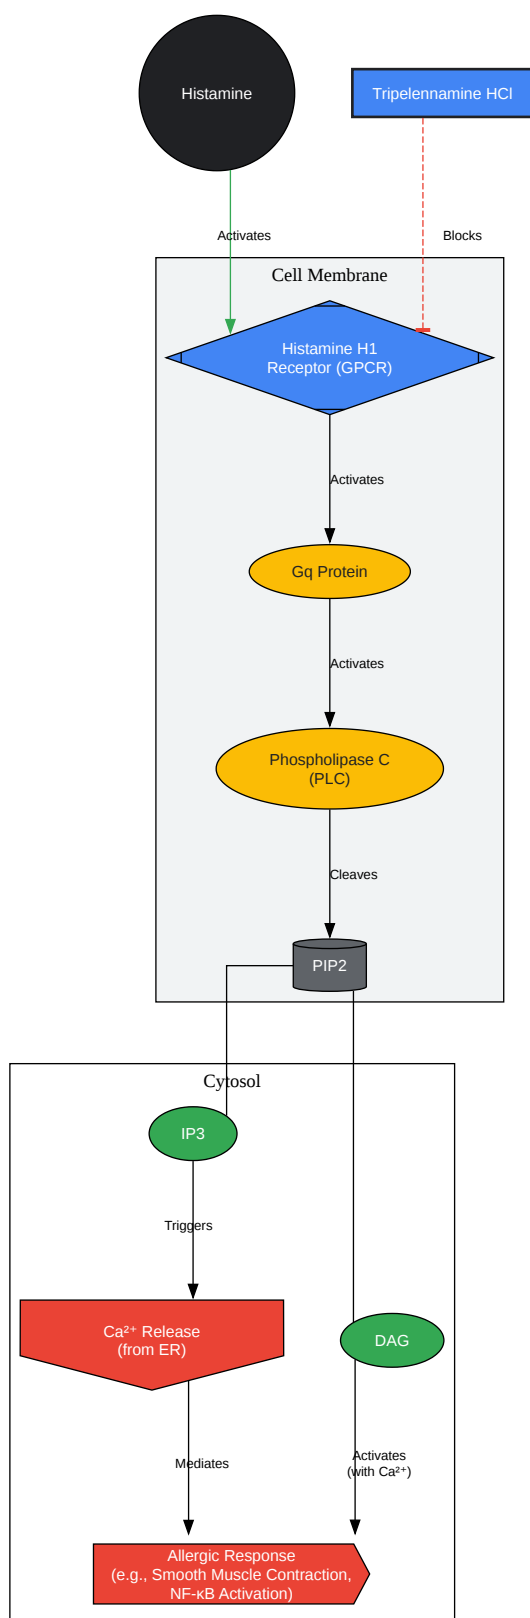 Histamine
Tripelennamine HCl
Activates
Blocks
Cell Membrane
Histamine H1
Receptor (GPCR)
Activates
Gq Protein
Activates
Phospholipase C
(PLC)
Cleaves
PIP2
Cytosol
IP3
Triggers
Ca²⁺ Release
(from ER)
DAG
Mediates
Activates
(with Ca²⁺)
Allergic Response
(e.g., Smooth Muscle Contraction,
NF-κB Activation)